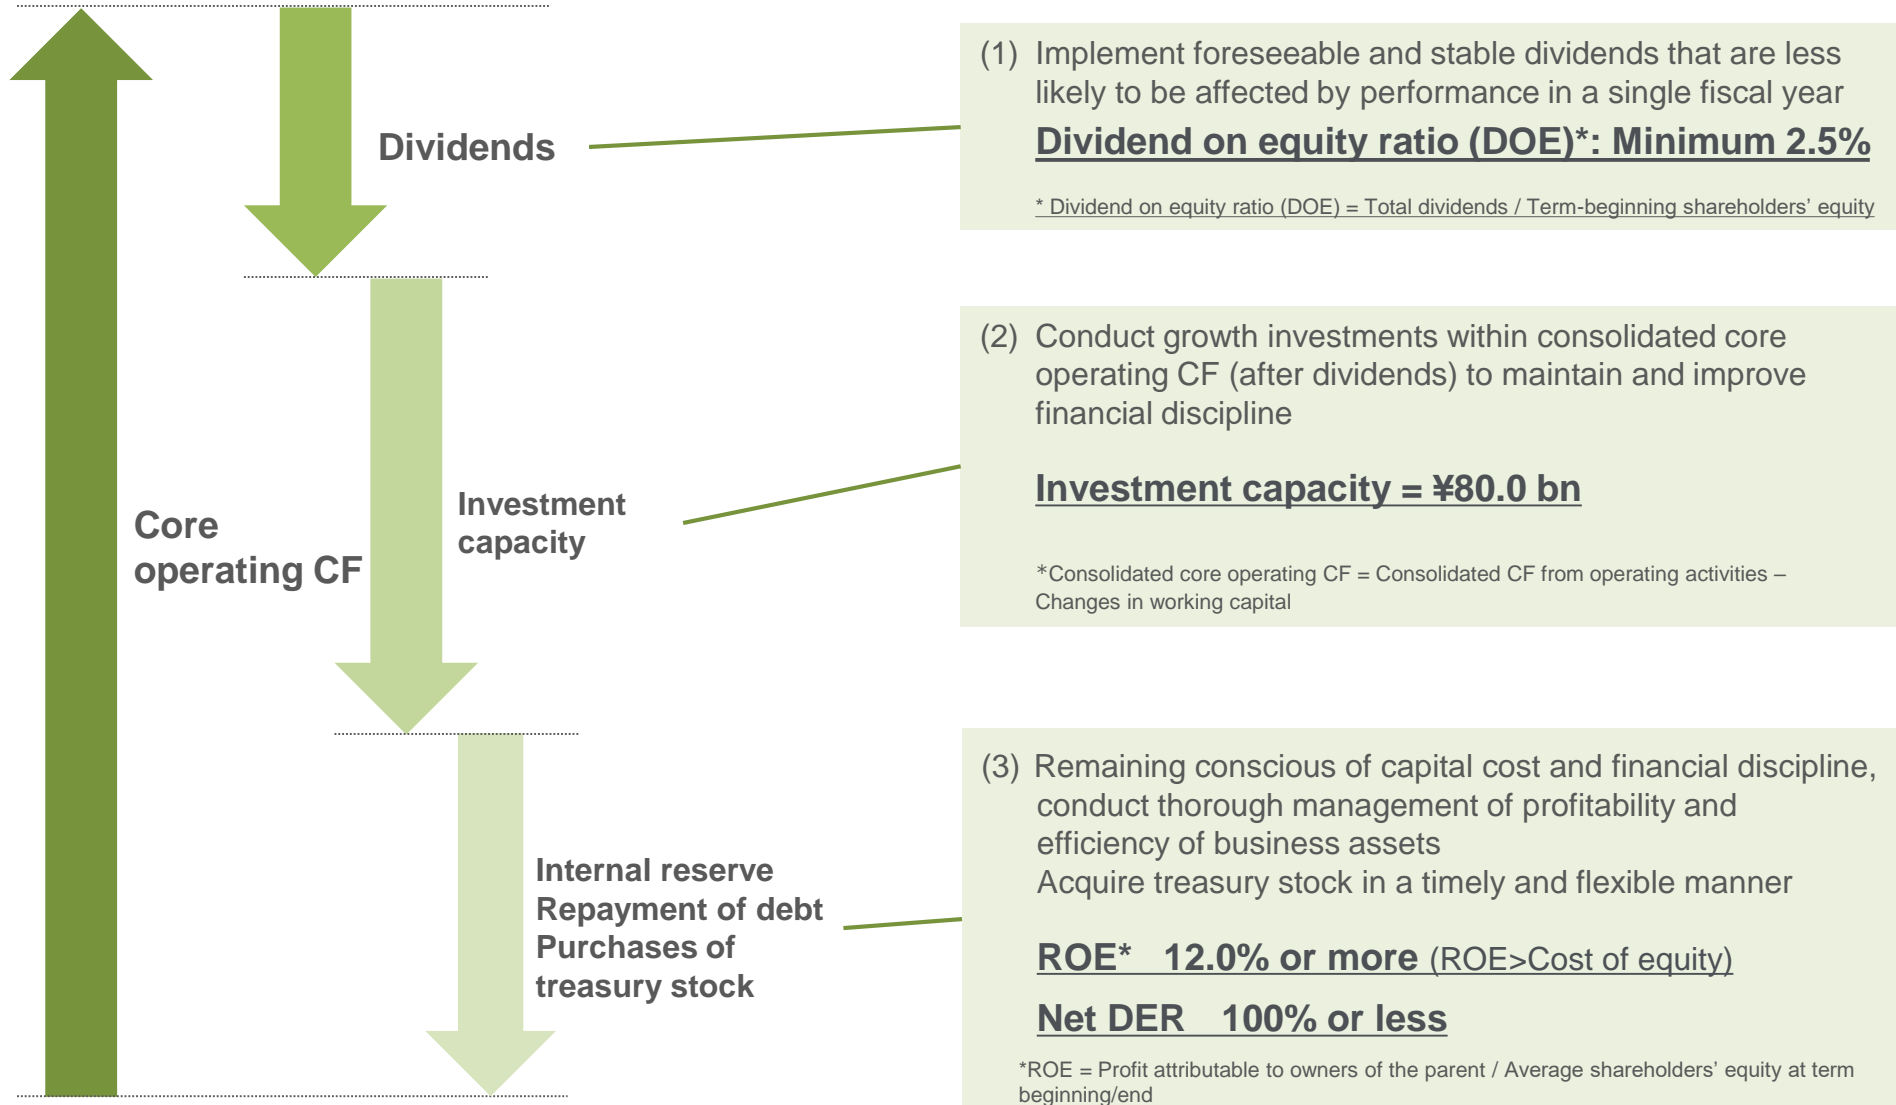 Dividends
(1) Implement foreseeable and stable dividends that are less
likely to be affected by performance in a single fiscal year
Dividend on equity ratio (DOE)*: Minimum 2.5%
* Dividend on equity ratio (DOE) = Total dividends / Term-beginning shareholders’ equity
Core
operating CF
Investment
capacity
(2) Conduct growth investments within consolidated core
operating CF (after dividends) to maintain and improve
financial discipline
Investment capacity = ¥80.0 bn
*Consolidated core operating CF = Consolidated CF from operating activities –
Changes in working capital
Internal reserve
Repayment of debt
Purchases of
treasury stock
(3) Remaining conscious of capital cost and financial discipline,
conduct thorough management of profitability and
efficiency of business assets
Acquire treasury stock in a timely and flexible manner
ROE* 12.0% or more (ROE>Cost of equity)
Net DER 100% or less
*ROE = Profit attributable to owners of the parent / Average shareholders’ equity at term
beginning/end